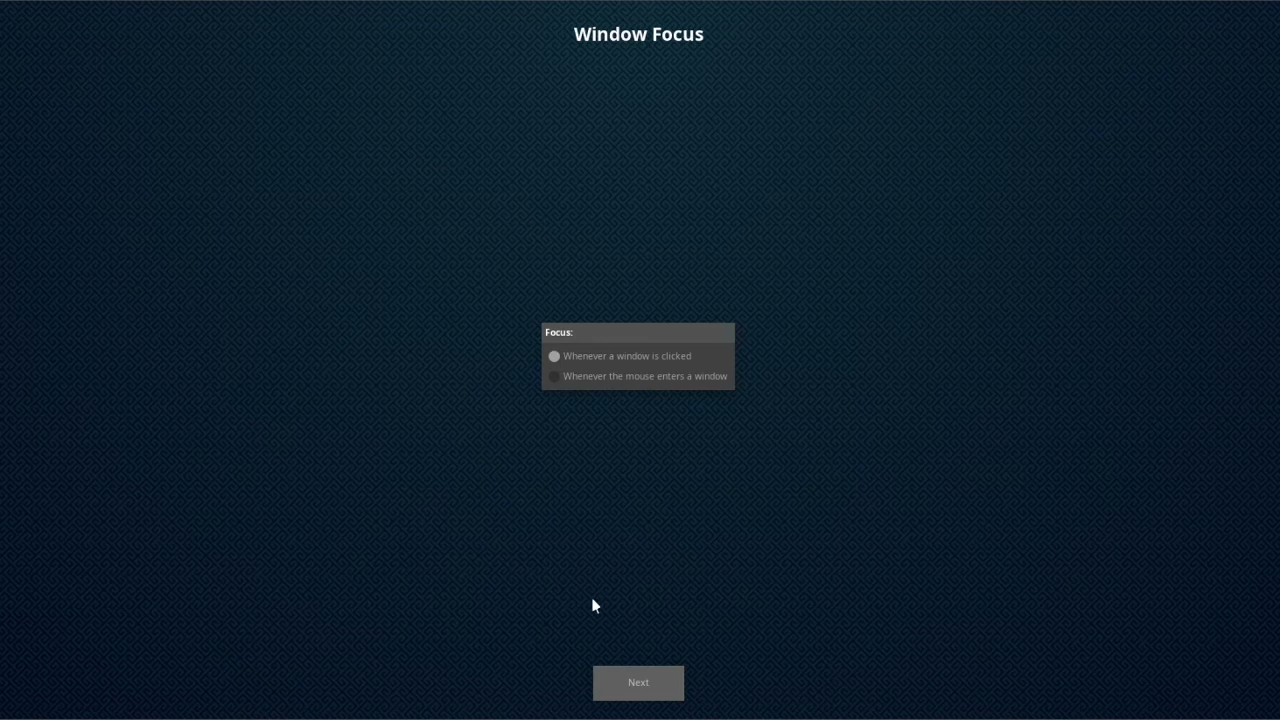 Window Focus
Focus:
Whenever a window is clicked
Whenever the mouse enters a window
Next